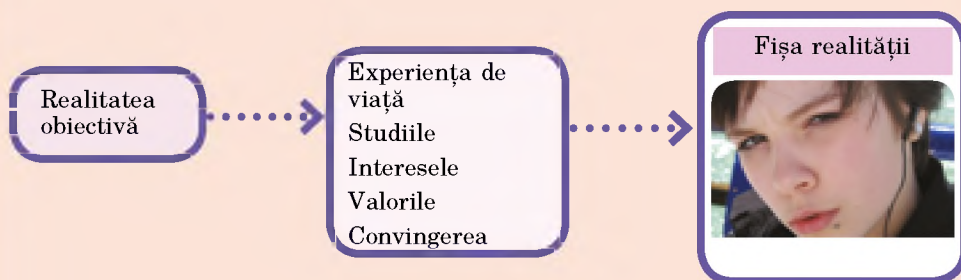 Realitatea
obiectivă
Experiența de
viață
Studiile
Interesele
Valorile
Convingerea
Fișa realității